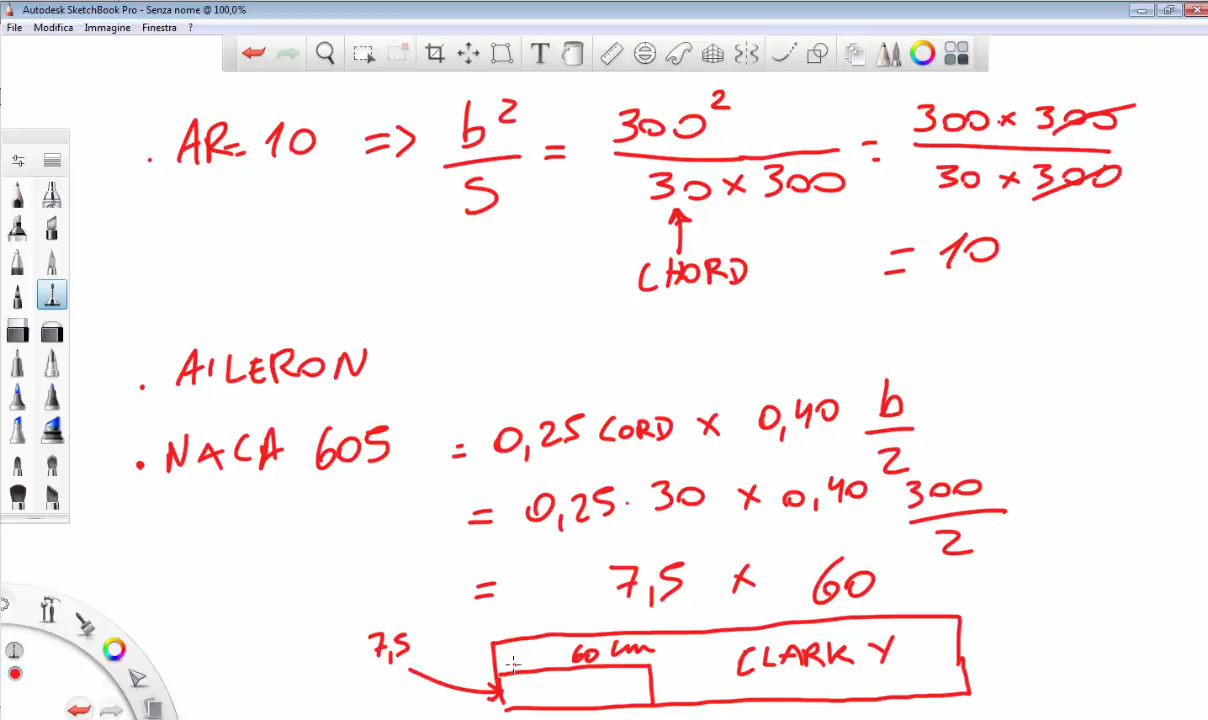 Autodesk SketchBook Pro - Senza nome @ 100,0%
File Modifica Immagine Finestra ?
. AR= 10 => b² / S = 300² / 30 × 300 = 300 × 300 / 30 × 300
CHORD
= 10
. AILERON
. NACA 605 = 0,25 CORD × 0,40 b / 2
= 0,25 · 30 × 0,40 300 / 2
= 7,5 × 60
7,5
60 cm
CLARK Y